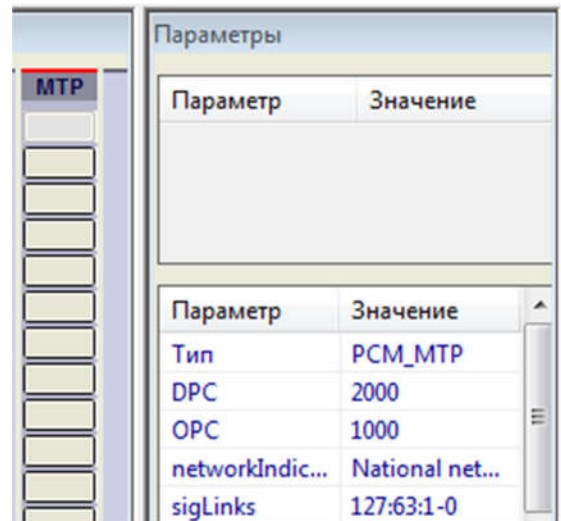 Параметры
MTP
Параметр Значение
Параметр Значение
Тип PCM_MTP
DPC 2000
OPC 1000
networkIndic... National net...
sigLinks 127:63:1-0